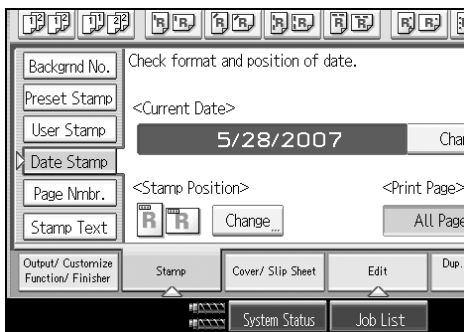 Backgrnd No.
Preset Stamp
User Stamp
Date Stamp
Page Nmbr.
Stamp Text
Check format and position of date.
<Current Date>
5/28/2007
<Stamp Position>
Change
<Print Page>
All Page
Output/ Customize
Function/ Finisher
Stamp
Cover/ Slip Sheet
Edit
Dup.
System Status
Job List